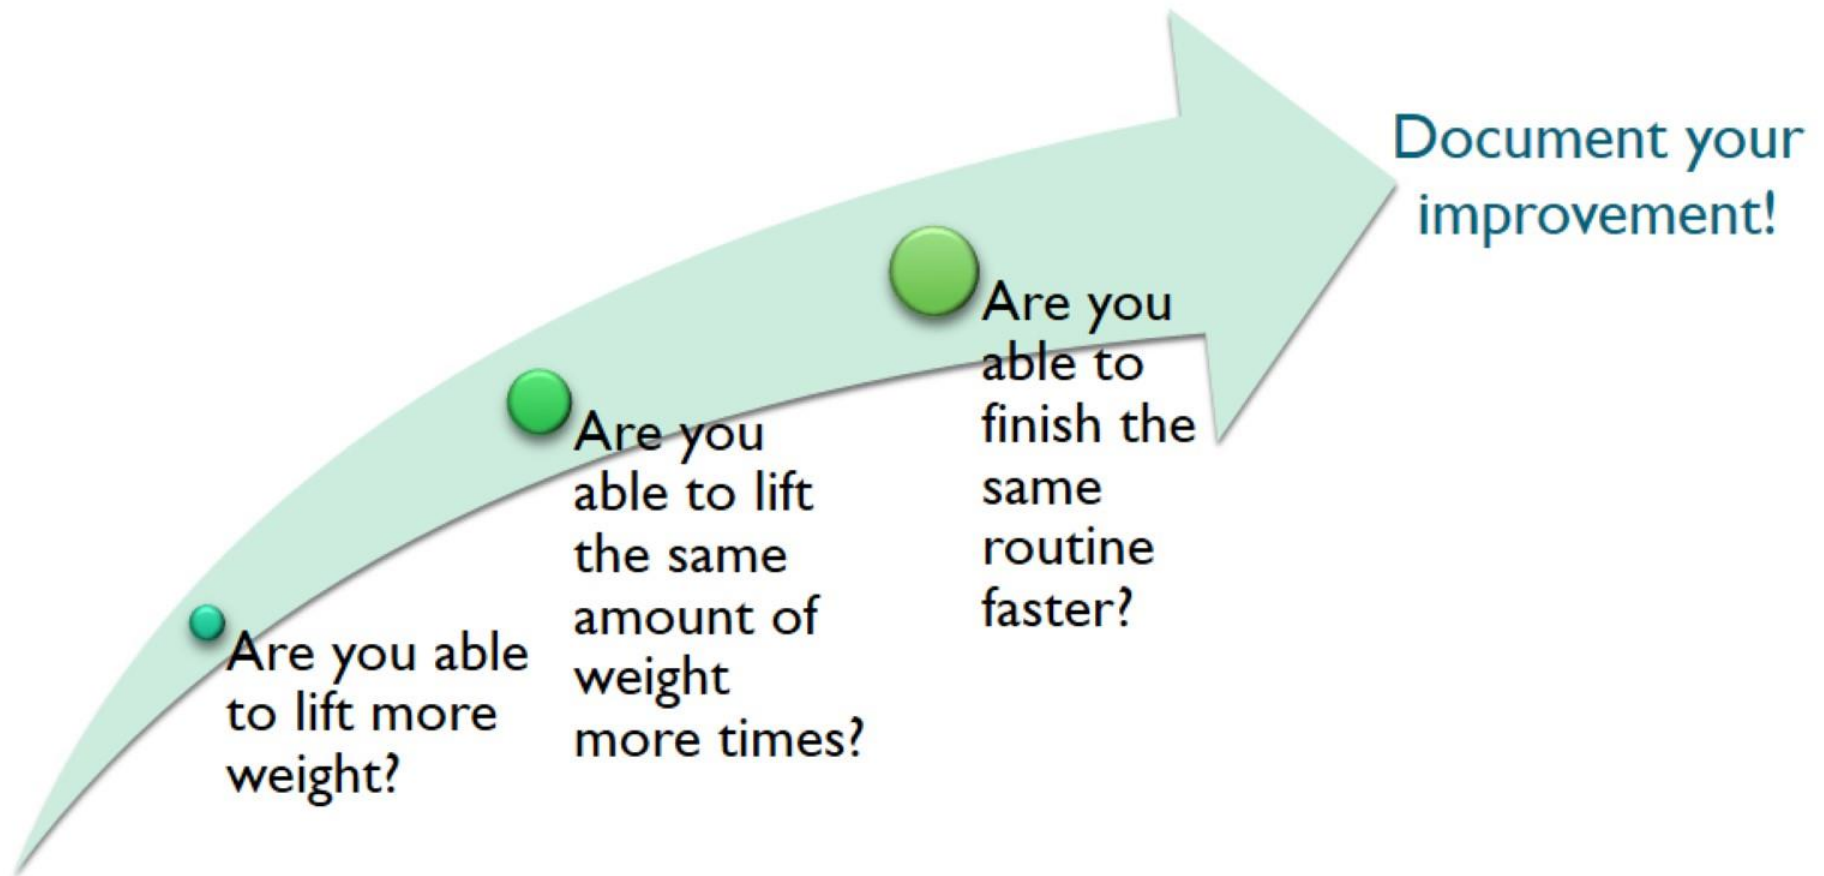 Document your
improvement!
Are you
able to
finish the
same
routine
faster?
Are you
able to lift
the same
amount of
weight
more times?
Are you able
to lift more
weight?